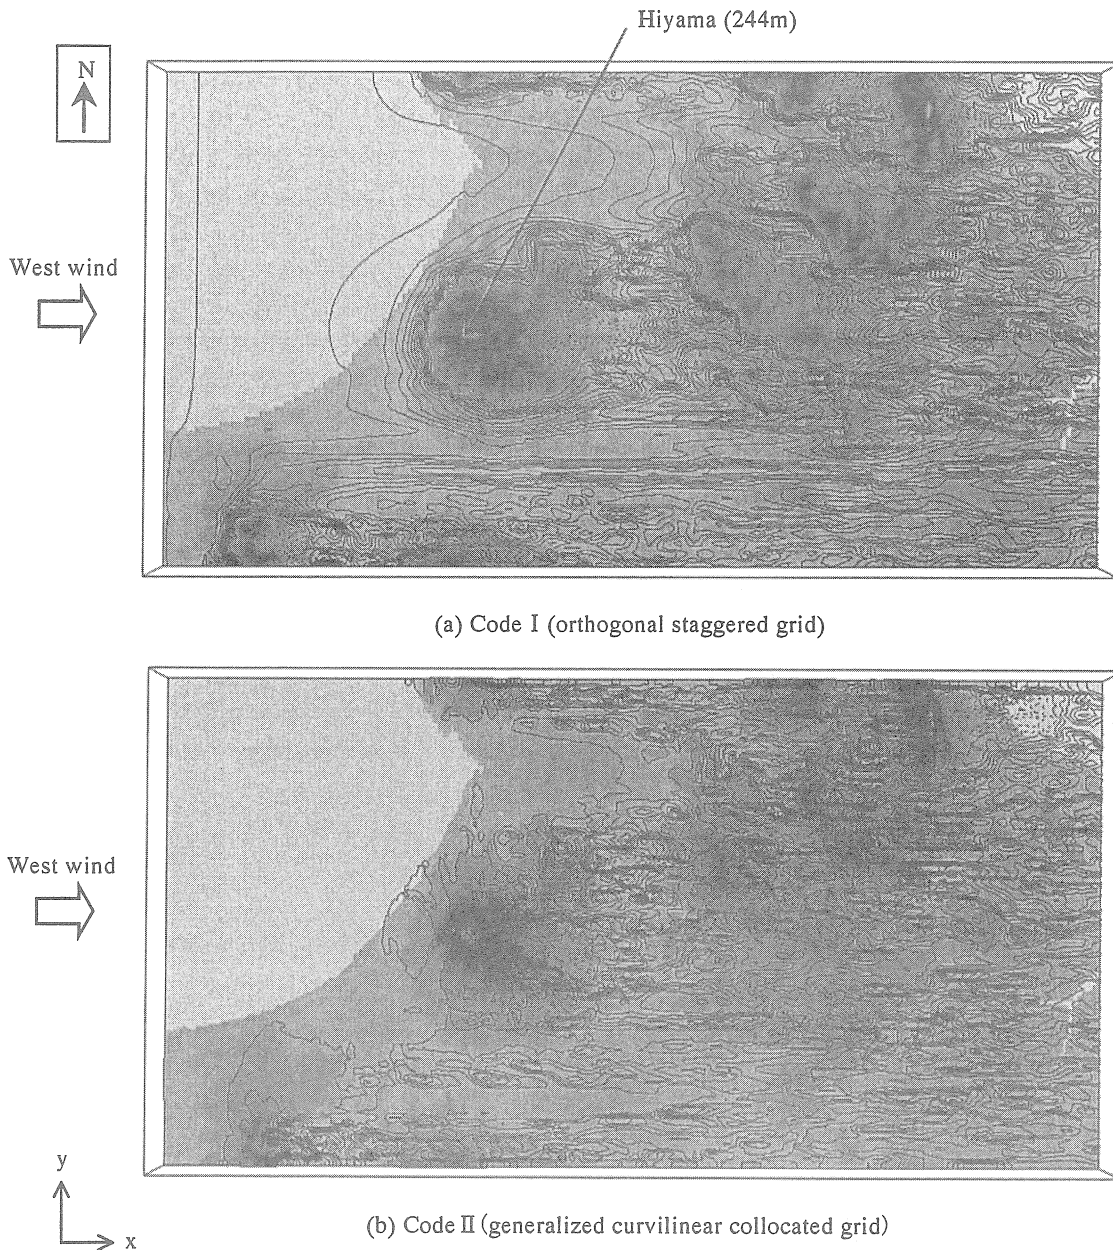 Hiyama (244m)
N
West wind
(a) Code Ⅰ (orthogonal staggered grid)
West wind
y
x
(b) Code Ⅱ (generalized curvilinear collocated grid)